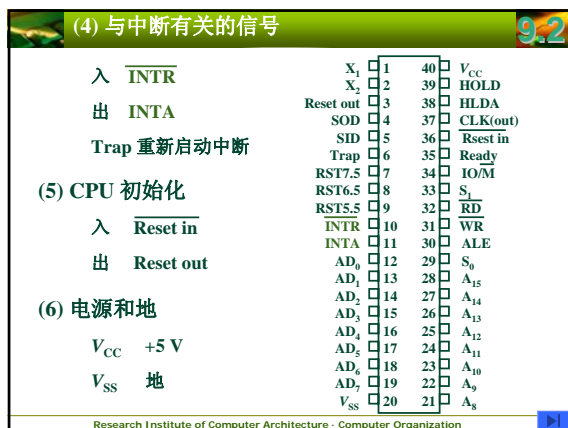 (4) 与中断有关的信号
9.2
入 INTR
出 INTA
Trap 重新启动中断
(5) CPU 初始化
入 Reset in
出 Reset out
(6) 电源和地
VCC +5 V
VSS 地
X1 1 40 VCC
X2 2 39 HOLD
Reset out 3 38 HLDA
SOD 4 37 CLK(out)
SID 5 36 Rsest in
Trap 6 35 Ready
RST7.5 7 34 IO/M
RST6.5 8 33 S1
RST5.5 9 32 RD
INTR 10 31 WR
INTA 11 30 ALE
AD0 12 29 S0
AD1 13 28 A15
AD2 14 27 A14
AD3 15 26 A13
AD4 16 25 A12
AD5 17 24 A11
AD6 18 23 A10
AD7 19 22 A9
VSS 20 21 A8
Research Institute of Computer Architecture · Computer Organization